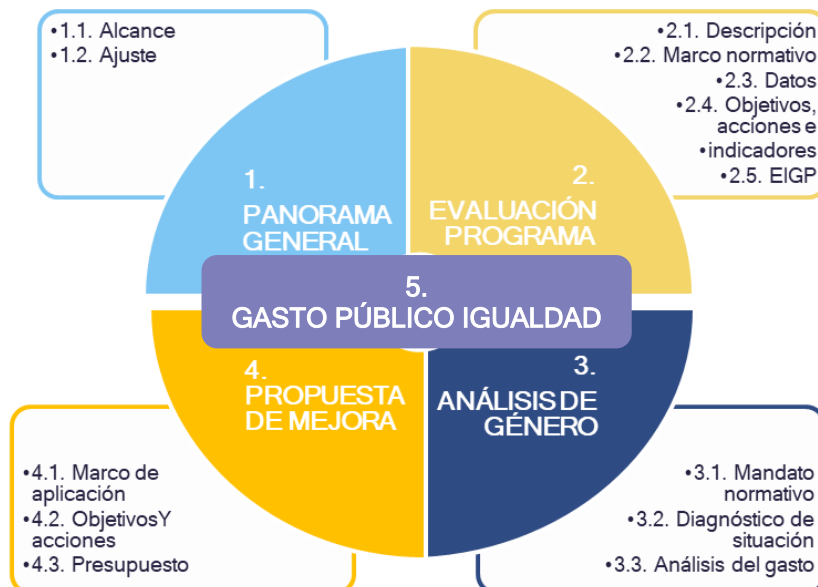 •1.1. Alcance
•1.2. Ajuste
•2.1. Descripción
•2.2. Marco normativo
•2.3. Datos
•2.4. Objetivos,
acciones e
•indicadores
•2.5. EIGP
1.
PANORAMA
GENERAL
2.
EVALUACIÓN
PROGRAMA
5.
GASTO PÚBLICO IGUALDAD
4.
PROPUESTA
DE MEJORA
3.
ANÁLISIS DE
GÉNERO
•4.1. Marco de
aplicación
•4.2. ObjetivosY
acciones
•4.3. Presupuesto
•3.1. Mandato
normativo
•3.2. Diagnóstico de
situación
•3.3. Análisis del gasto